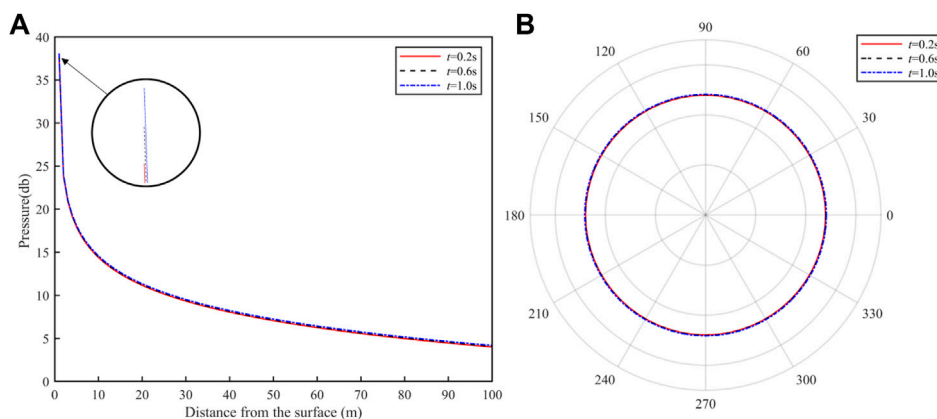 A
Pressure(db)
40
35
30
25
20
15
10
5
0
0 10 20 30 40 50 60 70 80 90 100
Distance from the surface (m)
t=0.2s
t=0.6s
t=1.0s
B
90
120 60
150 30
180 0
210 330
240 300
270
t=0.2s
t=0.6s
t=1.0s